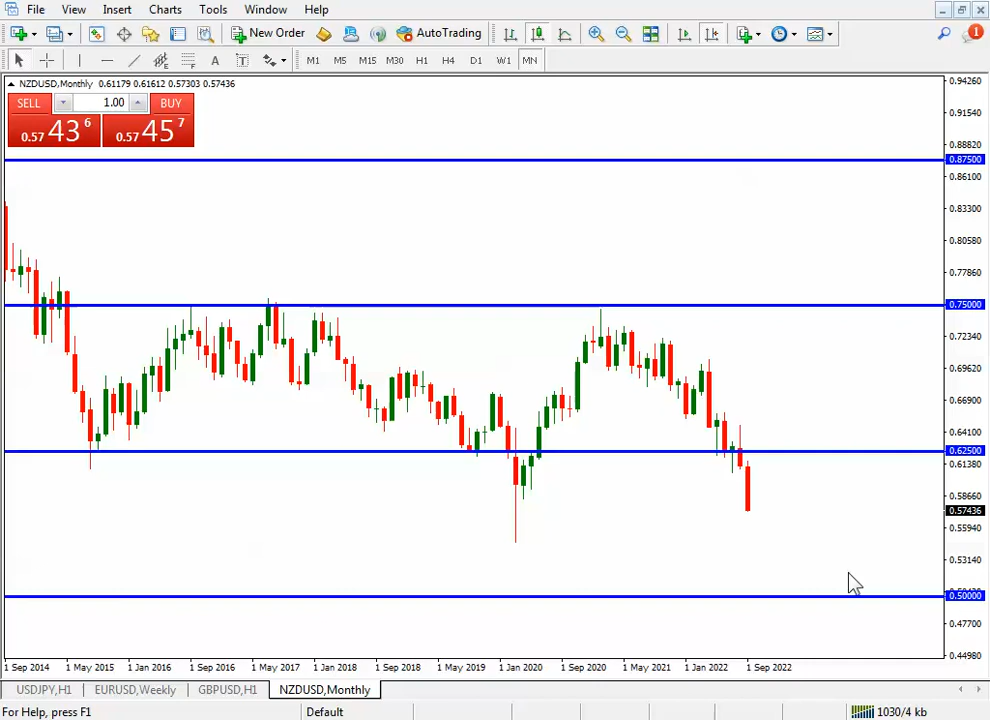 File View Insert Charts Tools Window Help
New Order AutoTrading 1
A T M1 M5 M15 M30 H1 H4 D1 W1 MN
NZDUSD,Monthly 0.61179 0.61612 0.57303 0.57436
SELL 1.00 BUY
0.57 43 6 0.57 45 7
0.94260
0.91540
0.88820
0.87500
0.86100
0.83300
0.80580
0.77860
0.75000
0.72340
0.69620
0.66900
0.64100
0.62500
0.61380
0.58660
0.57436
0.55940
0.53140
0.50000
0.47700
0.44980
1 Sep 2014 1 May 2015 1 Jan 2016 1 Sep 2016 1 May 2017 1 Jan 2018 1 Sep 2018 1 May 2019 1 Jan 2020 1 Sep 2020 1 May 2021 1 Jan 2022 1 Sep 2022
USDJPY,H1 EURUSD,Weekly GBPUSD,H1 NZDUSD,Monthly
For Help, press F1 Default 1030/4 kb